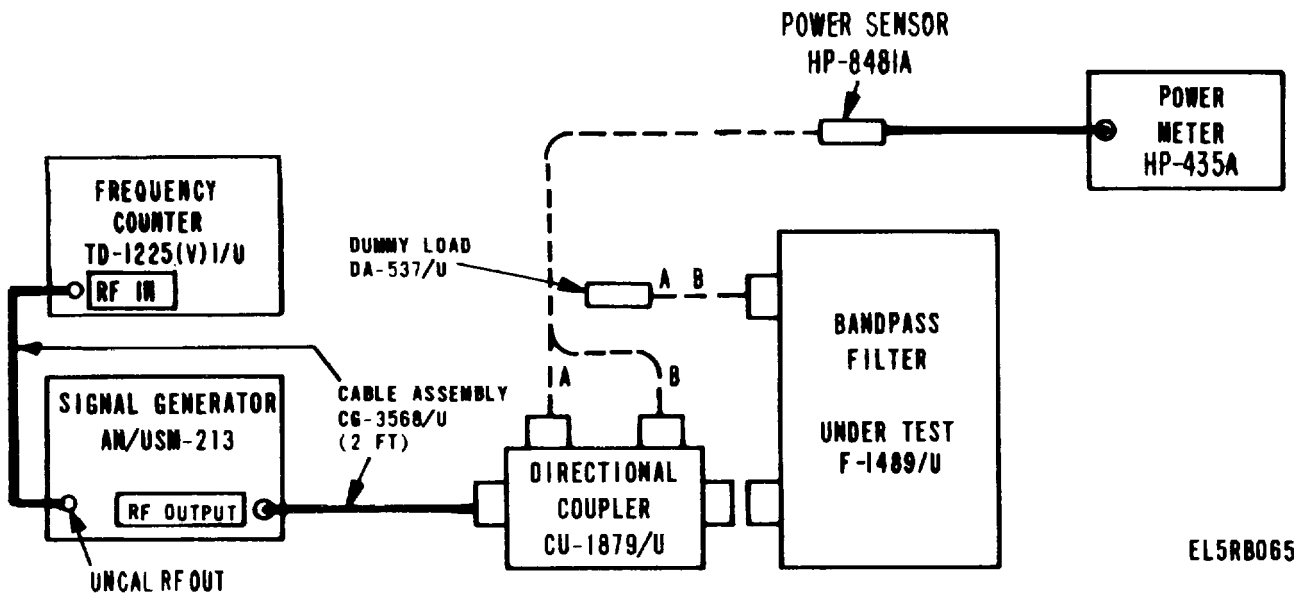 POWER SENSOR
HP-8481A
POWER
METER
HP-435A
FREQUENCY
COUNTER
TD-1225(V)1/U
RF IN
DUMMY LOAD
DA-537/U
A B
BANDPASS
FILTER
UNDER TEST
F-1489/U
A
B
CABLE ASSEMBLY
CG-3568/U
(2 FT)
SIGNAL GENERATOR
AN/USM-213
RF OUTPUT
DIRECTIONAL
COUPLER
CU-1879/U
UNCAL RF OUT
EL5RB065